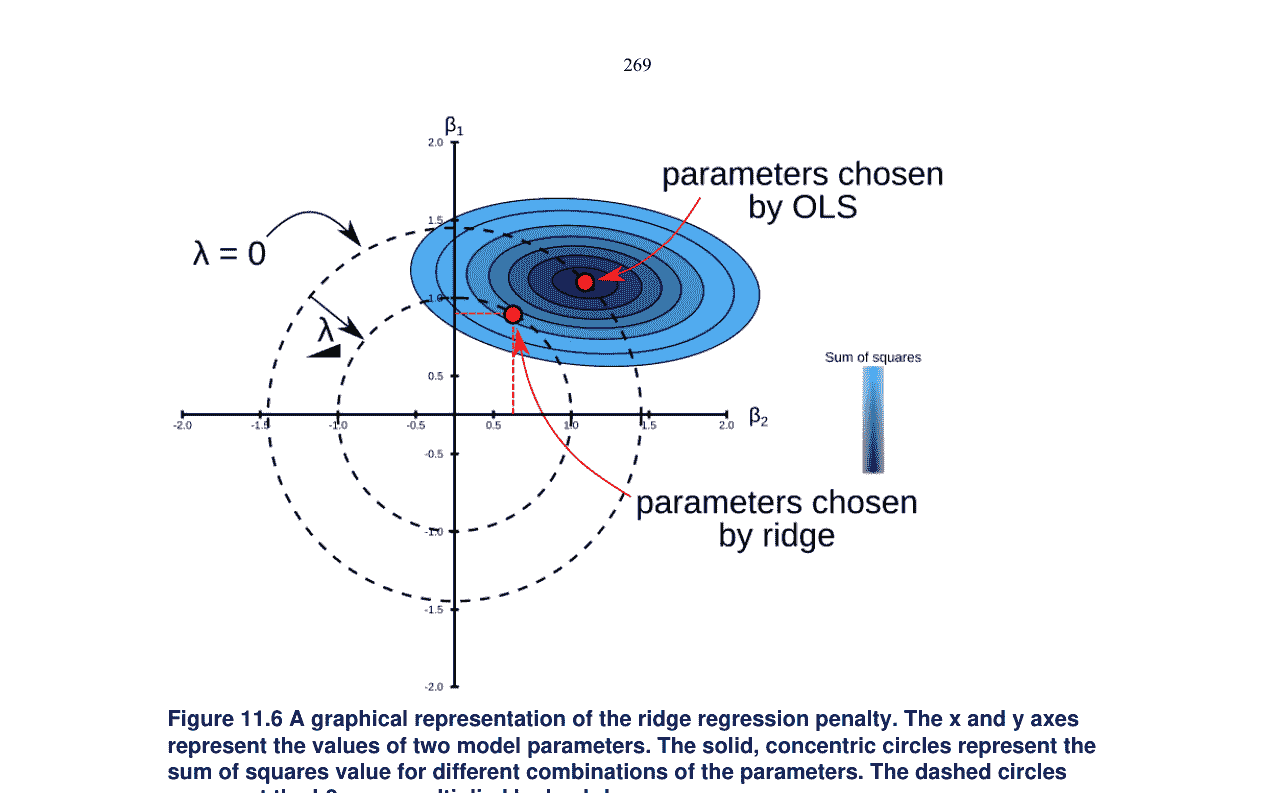 269
β₁
2.0
parameters chosen
by OLS
1.5
λ = 0
1.0
λ
Sum of squares
0.5
-2.0 -1.5 -1.0 -0.5 0.5 1.0 1.5 2.0 β₂
-0.5
parameters chosen
by ridge
-1.0
-1.5
-2.0
Figure 11.6 A graphical representation of the ridge regression penalty. The x and y axes
represent the values of two model parameters. The solid, concentric circles represent the
sum of squares value for different combinations of the parameters. The dashed circles